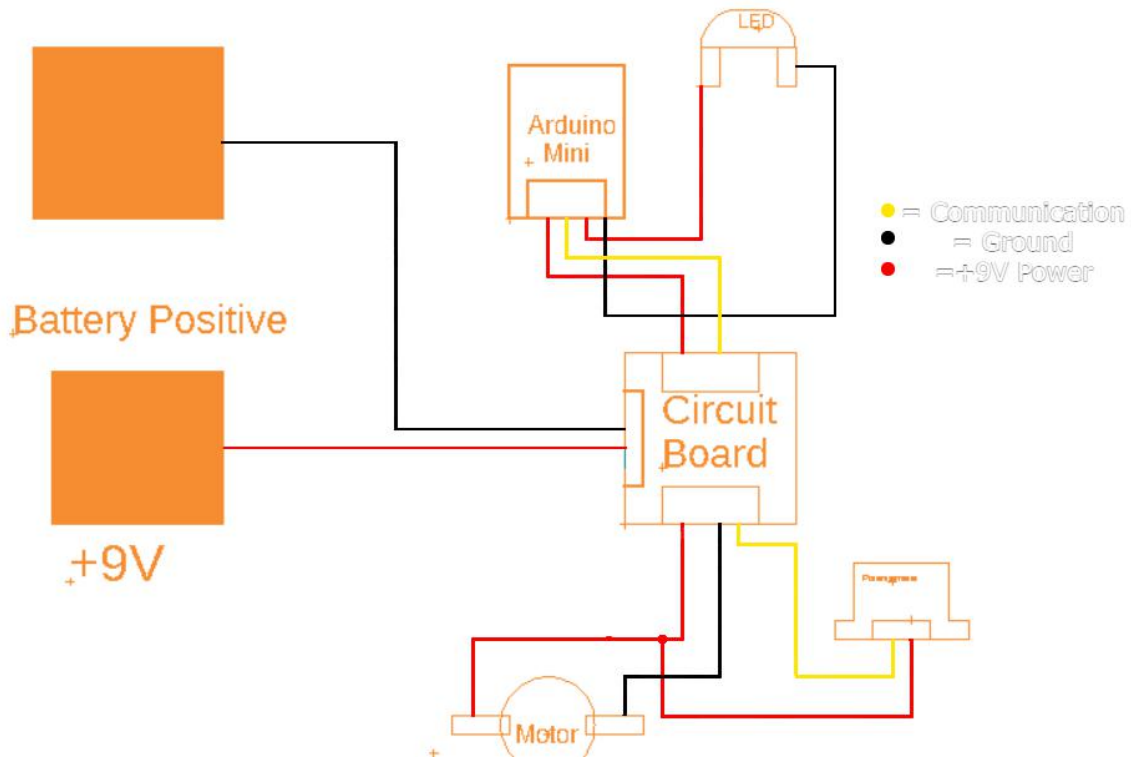 LED
Arduino
Mini
= Communication
= Ground
=+9V Power
Battery Positive
Circuit
Board
+9V
Motor